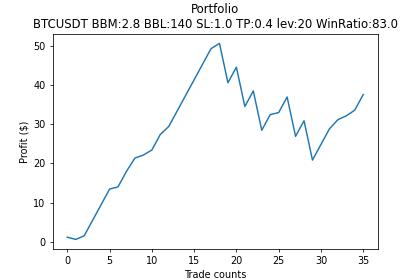 Portfolio
BTCUSDT BBM:2.8 BBL:140 SL:1.0 TP:0.4 lev:20 WinRatio:83.0
50
40
30
20
10
0
Profit ($)
0 5 10 15 20 25 30 35
Trade counts